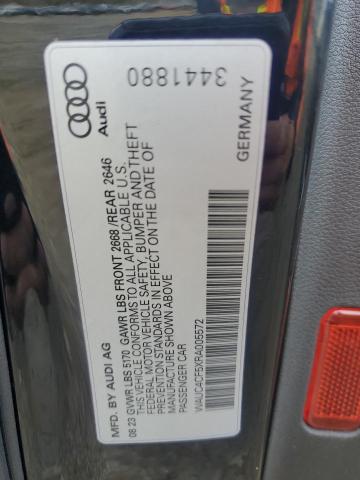 Audi
3441880
GERMANY
MFD. BY AUDI AG
08 23 GVWR LBS 5170 GAWR LBS FRONT 2668/REAR 2646
THIS VEHICLE CONFORMS TO ALL APPLICABLE U.S.
FEDERAL MOTOR VEHICLE SAFETY, BUMPER AND THEFT
PREVENTION STANDARDS IN EFFECT ON THE DATE OF
MANUFACTURE SHOWN ABOVE
PASSENGER CAR
WAUC4CF5XRA005572